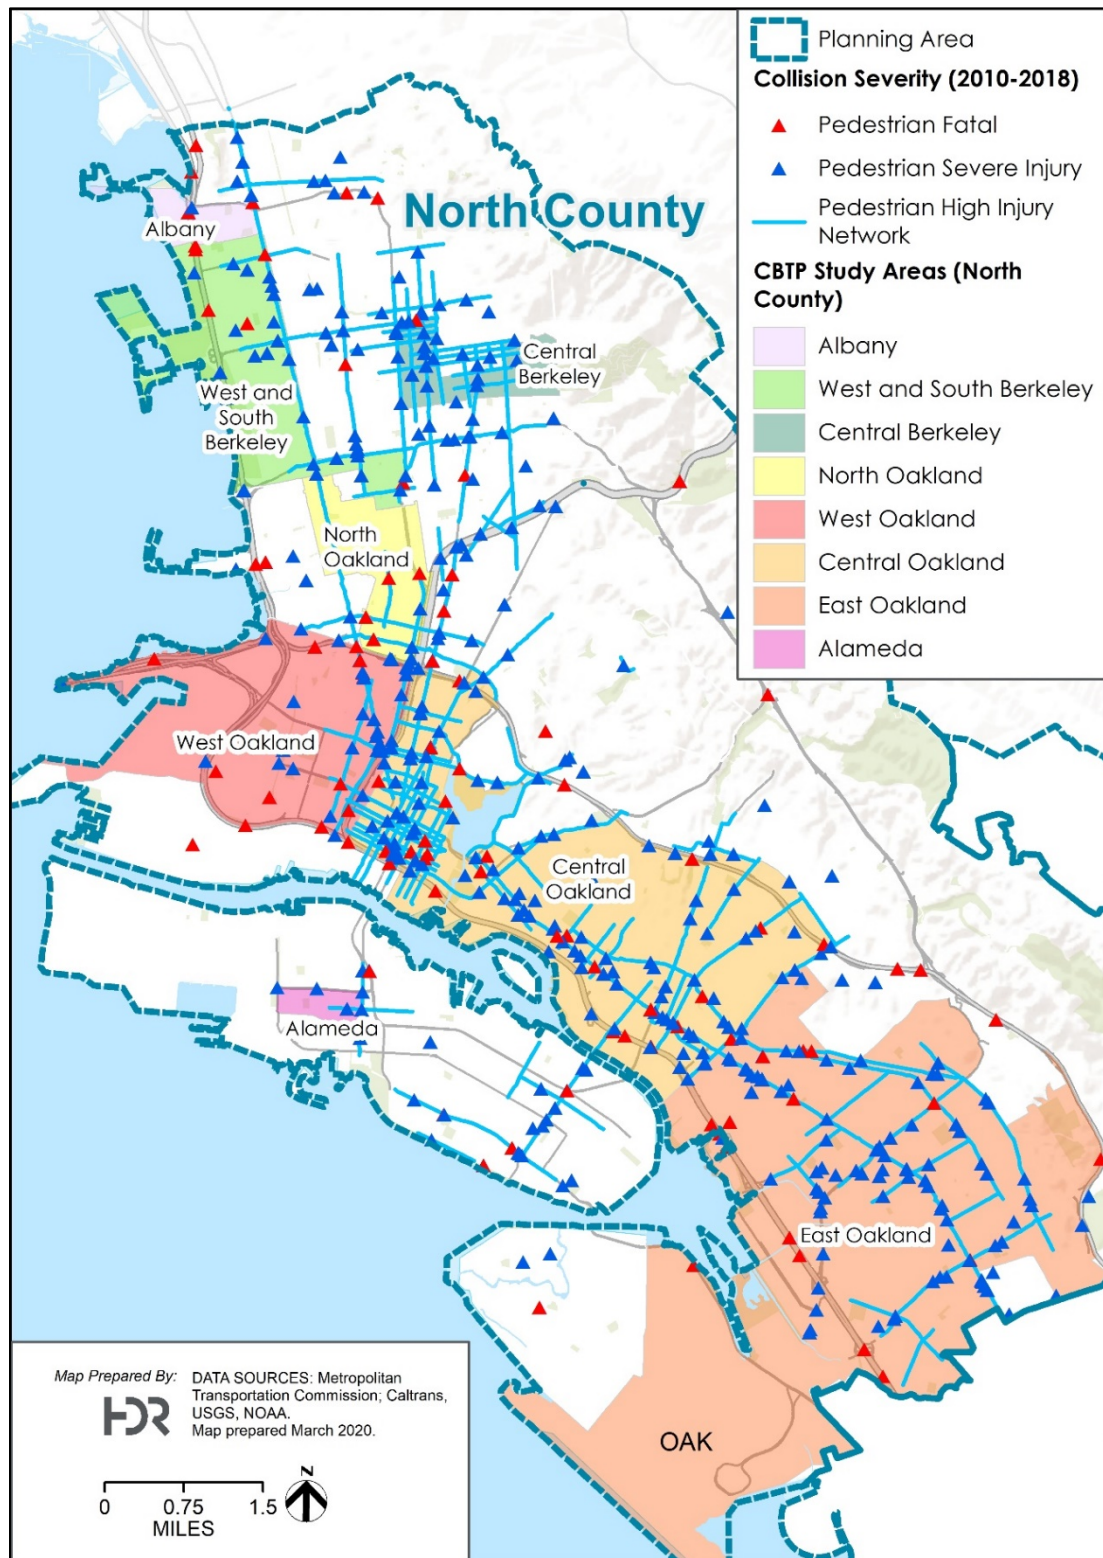 Planning Area
Collision Severity (2010-2018)
Pedestrian Fatal
Pedestrian Severe Injury
Pedestrian High Injury
Network
CBTP Study Areas (North
County)
Albany
West and South Berkeley
Central Berkeley
North Oakland
West Oakland
Central Oakland
East Oakland
Alameda
North County
Albany
Central
Berkeley
West and
South
Berkeley
North
Oakland
West Oakland
Central
Oakland
Alameda
East Oakland
OAK
Map Prepared By:
HDR
DATA SOURCES: Metropolitan
Transportation Commission; Caltrans,
USGS, NOAA.
Map prepared March 2020.
0 0.75 1.5
MILES
N